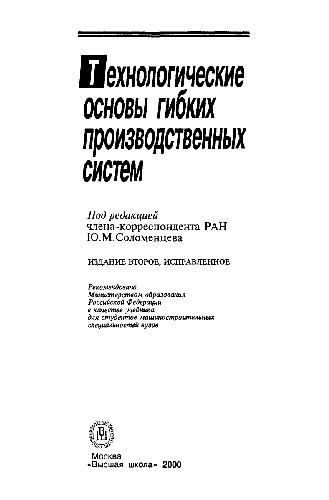 Технологические
основы гибких
производственных
систем
Под редакцией
члена-корреспондента РАН
Ю.М.Соломенцева
ИЗДАНИЕ ВТОРОЕ, ИСПРАВЛЕННОЕ
Рекомендовано
Министерством образования
Российской Федерации
в качестве учебника
для студентов машиностроительных
специальностей вузов
Москва
«Высшая школа» 2000